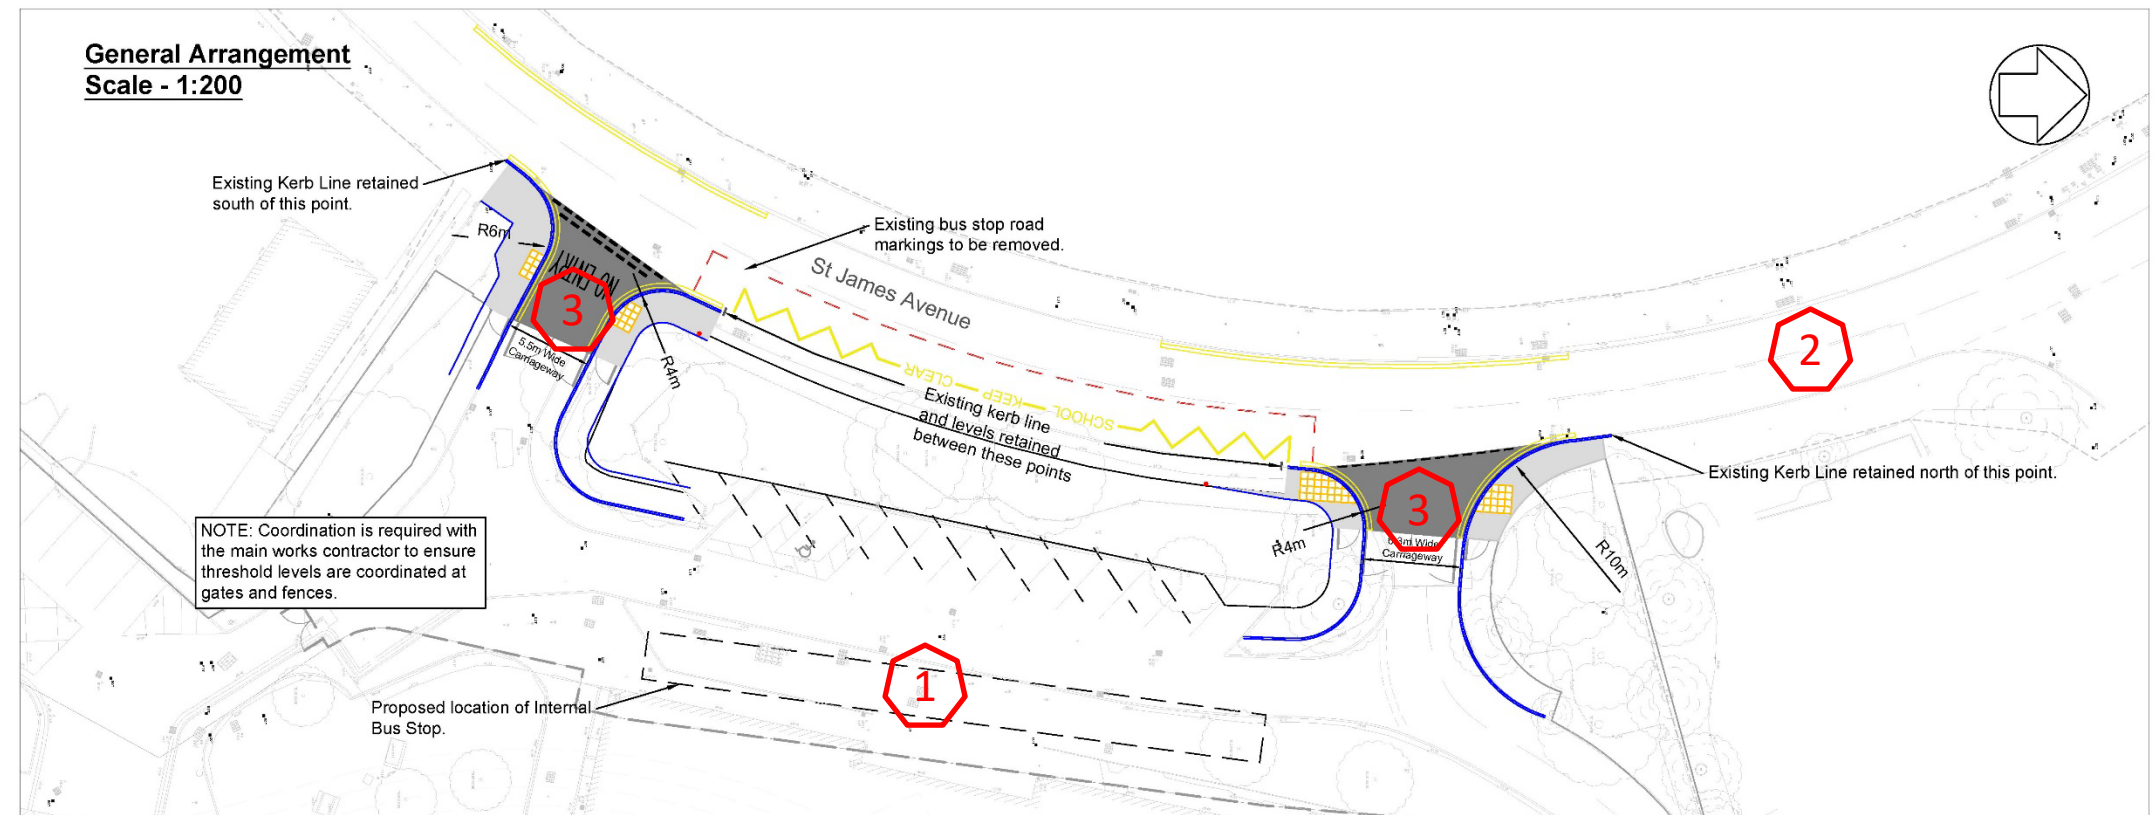 General Arrangement
Scale - 1:200
Existing Kerb Line retained
south of this point.
R6m
NO ENTRY
3
5.5m Wide
Carriageway
R4m
Existing bus stop road
markings to be removed.
St James Avenue
SCHOOL KEEP CLEAR
Existing kerb line
and levels retained
between these points
2
Existing Kerb Line retained north of this point.
3
Wide
Carriageway
R4m
R10m
NOTE: Coordination is required with
the main works contractor to ensure
threshold levels are coordinated at
gates and fences.
1
Proposed location of Internal
Bus Stop.